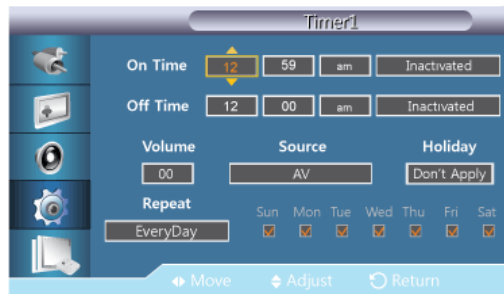 Timer1
On Time 12 59 am Inactivated
Off Time 12 00 am Inactivated
Volume Source Holiday
00 AV Don't Apply
Repeat Sun Mon Tue Wed Thu Fri Sat
EveryDay
Move Adjust Return